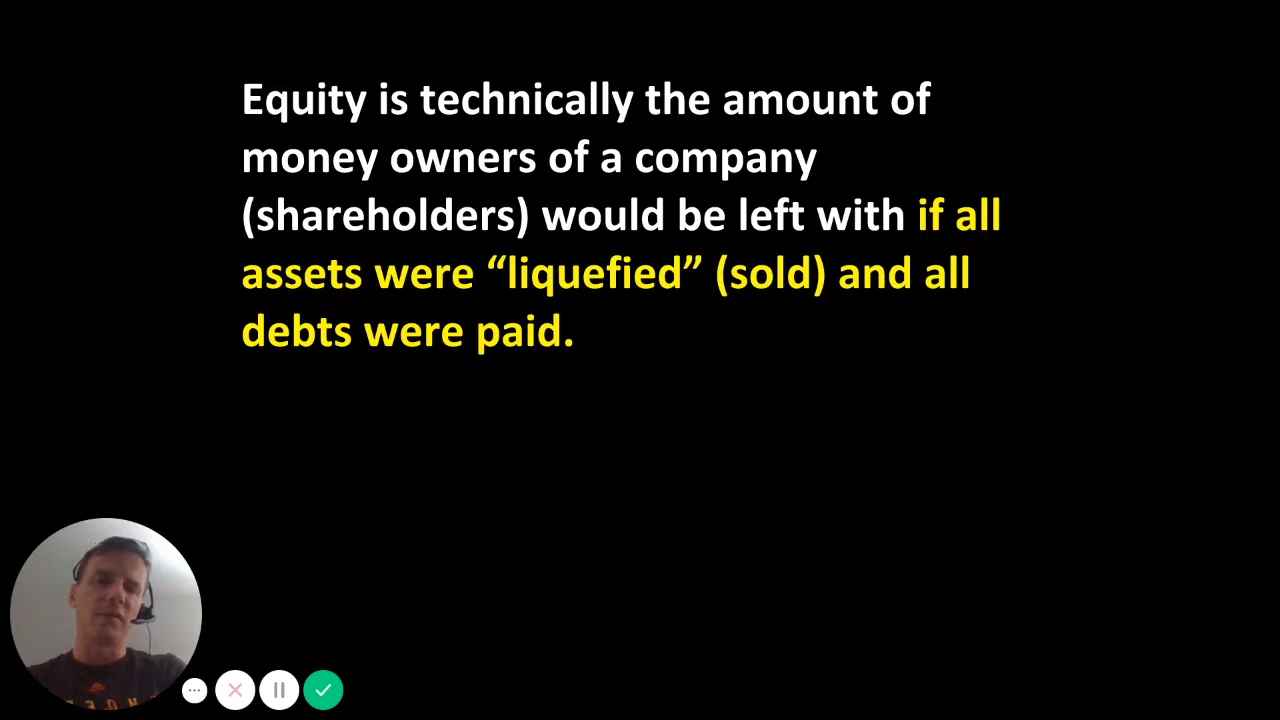 Equity is technically the amount of
money owners of a company
(shareholders) would be left with if all
assets were “liquefied” (sold) and all
debts were paid.